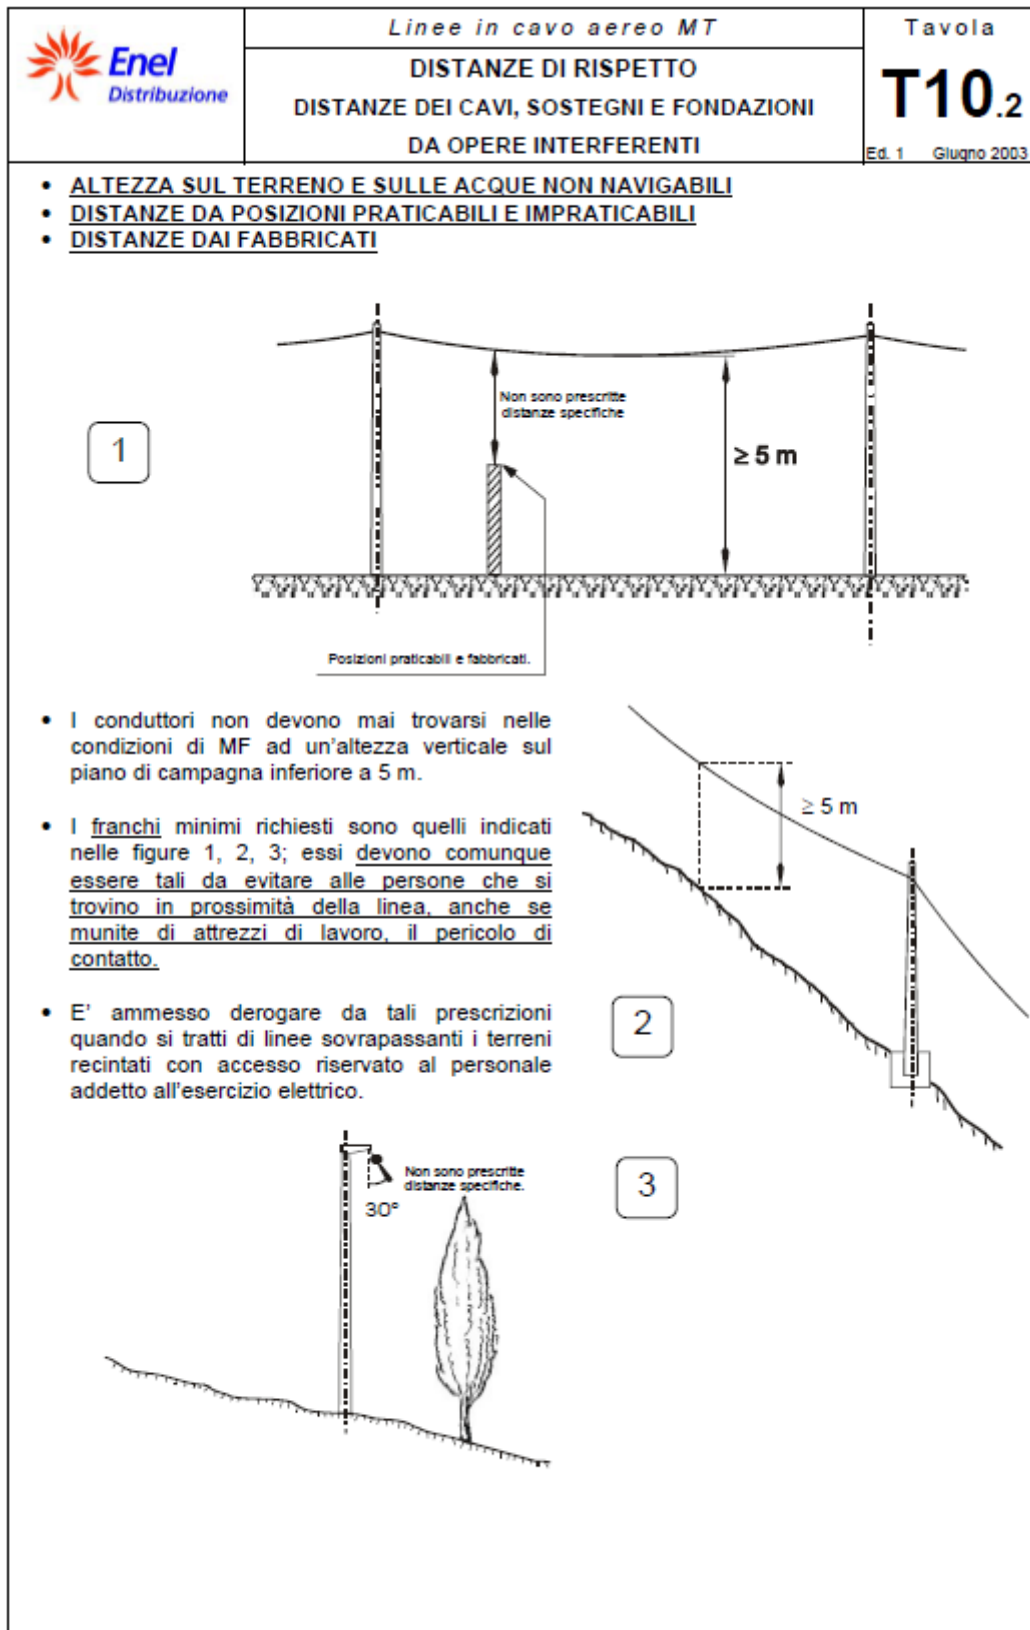 Enel
Distribuzione
Linee in cavo aereo MT
DISTANZE DI RISPETTO
DISTANZE DEI CAVI, SOSTEGNI E FONDAZIONI
DA OPERE INTERFERENTI
Tavola
T10.2
Ed. 1 Giugno 2003
• ALTEZZA SUL TERRENO E SULLE ACQUE NON NAVIGABILI
• DISTANZE DA POSIZIONI PRATICABILI E IMPRATICABILI
• DISTANZE DAI FABBRICATI
1
Non sono prescritte
distanze specifiche
≥ 5 m
Posizioni praticabili e fabbricati.
• I conduttori non devono mai trovarsi nelle
condizioni di MF ad un'altezza verticale sul
piano di campagna inferiore a 5 m.
• I franchi minimi richiesti sono quelli indicati
nelle figure 1, 2, 3; essi devono comunque
essere tali da evitare alle persone che si
trovino in prossimità della linea, anche se
munite di attrezzi di lavoro, il pericolo di
contatto.
• E' ammesso derogare da tali prescrizioni
quando si tratti di linee sovrapassanti i terreni
recintati con accesso riservato al personale
addetto all'esercizio elettrico.
≥ 5 m
2
3
Non sono prescritte
distanze specifiche.
30°